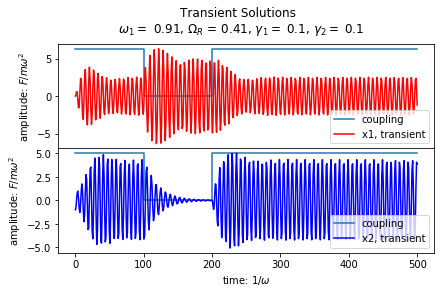 Transient Solutions
ω₁ = 0.91, Ω_R = 0.41, γ₁ = 0.1, γ₂ = 0.1
amplitude: F/mω²
5
0
−5
coupling
x1, transient
amplitude: F/mω²
5.0
2.5
0.0
−2.5
−5.0
coupling
x2, transient
0 100 200 300 400 500
time: 1/ω